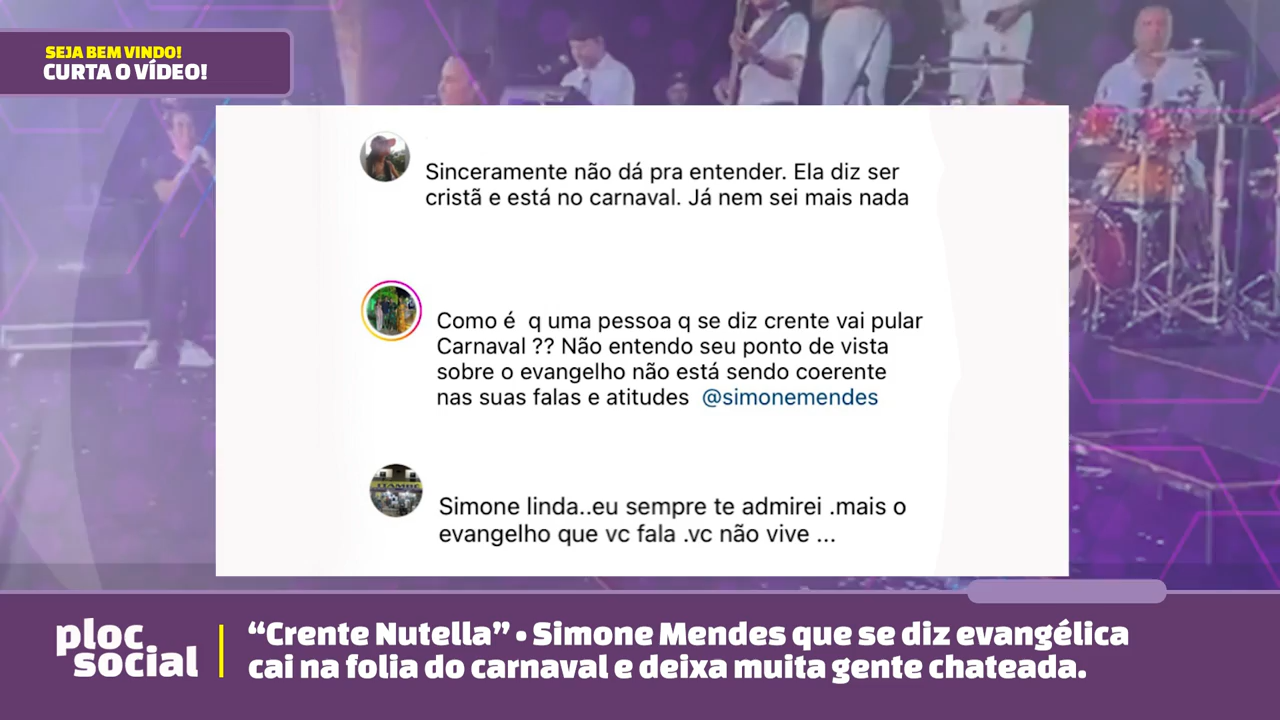 SEJA BEM VINDO!
CURTA O VÍDEO!
Sinceramente não dá pra entender. Ela diz ser
cristã e está no carnaval. Já nem sei mais nada
Como é  q uma pessoa q se diz crente vai pular
Carnaval ?? Não entendo seu ponto de vista
sobre o evangelho não está sendo coerente
nas suas falas e atitudes  @simonemendes
Simone linda..eu sempre te admirei .mais o
evangelho que vc fala .vc não vive ...
ploc
social
“Crente Nutella” • Simone Mendes que se diz evangélica
cai na folia do carnaval e deixa muita gente chateada.